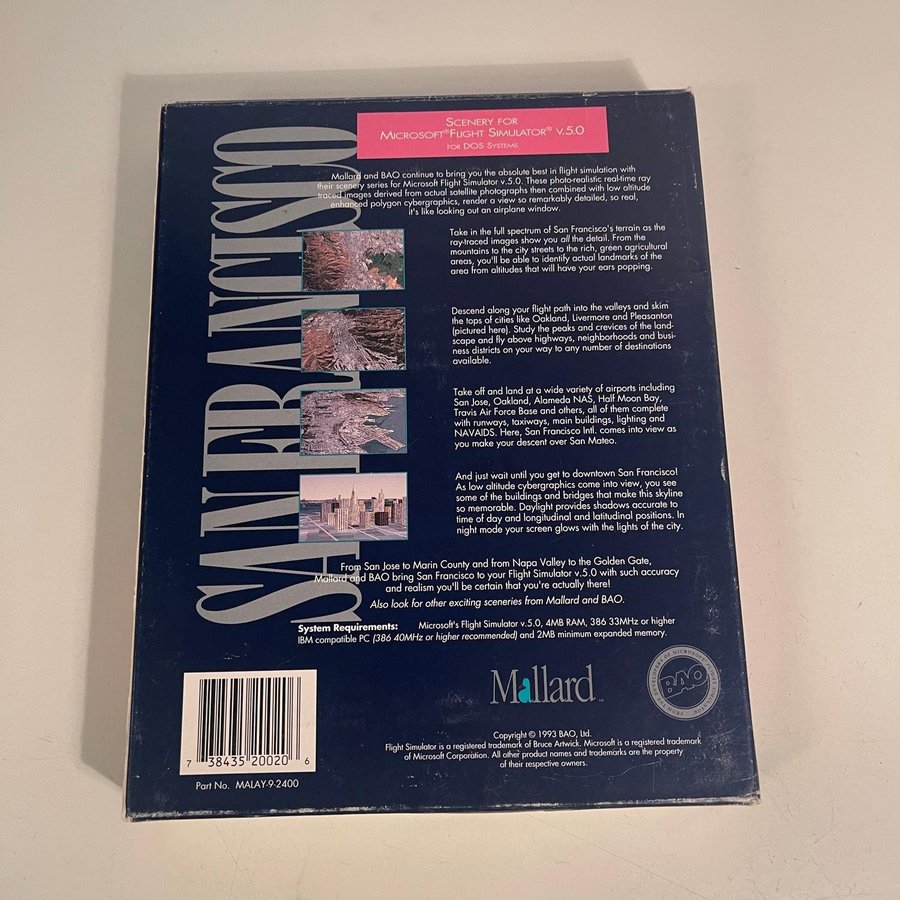 SAN FRANCISCO
SCENERY FOR
MICROSOFT® FLIGHT SIMULATOR® V.5.0
FOR DOS SYSTEMS
Mallard and BAO continue to bring you the absolute best in flight simulation with
their scenery series for Microsoft Flight Simulator v.5.0. These photo-realistic real-time ray
traced images derived from actual satellite photographs then combined with low altitude
enhanced polygon cybergraphics, render a view so remarkably detailed, so real,
it's like looking out an airplane window.
Take in the full spectrum of San Francisco's terrain as the
ray-traced images show you all the detail. From the
mountains to the city streets to the rich, green agricultural
areas, you'll be able to identify actual landmarks of the
area from altitudes that will have your ears popping.
Descend along your flight path into the valleys and skim
the tops of cities like Oakland, Livermore and Pleasanton
(pictured here). Study the peaks and crevices of the land-
scape and fly above highways, neighborhoods and busi-
ness districts on your way to any number of destinations
available.
Take off and land at a wide variety of airports including
San Jose, Oakland, Alameda NAS, Half Moon Bay,
Travis Air Force Base and others, all of them complete
with runways, taxiways, main buildings, lighting and
NAVAIDS. Here, San Francisco Intl. comes into view as
you make your descent over San Mateo.
And just wait until you get to downtown San Francisco!
As low altitude cybergraphics come into view, you see
some of the buildings and bridges that make this skyline
so memorable. Daylight provides shadows accurate to
time of day and longitudinal and latitudinal positions. In
night mode your screen glows with the lights of the city.
From San Jose to Marin County and from Napa Valley to the Golden Gate,
Mallard and BAO bring San Francisco to your Flight Simulator v.5.0 with such accuracy
and realism you'll be certain that you're actually there!
Also look for other exciting sceneries from Mallard and BAO.
System Requirements: Microsoft's Flight Simulator v.5.0, 4MB RAM, 386 33MHz or higher
IBM compatible PC (386 40MHz or higher recommended) and 2MB minimum expanded memory.
Mallard™
FROM THE DEVELOPERS OF MICROSOFT FLIGHT SIMULATOR
BAO
Copyright © 1993 BAO, Ltd.
Flight Simulator is a registered trademark of Bruce Artwick. Microsoft is a registered trademark
of Microsoft Corporation. All other product names and trademarks are the property
of their respective owners.
7 38435 20020 6
Part No. MALAY-9-2400